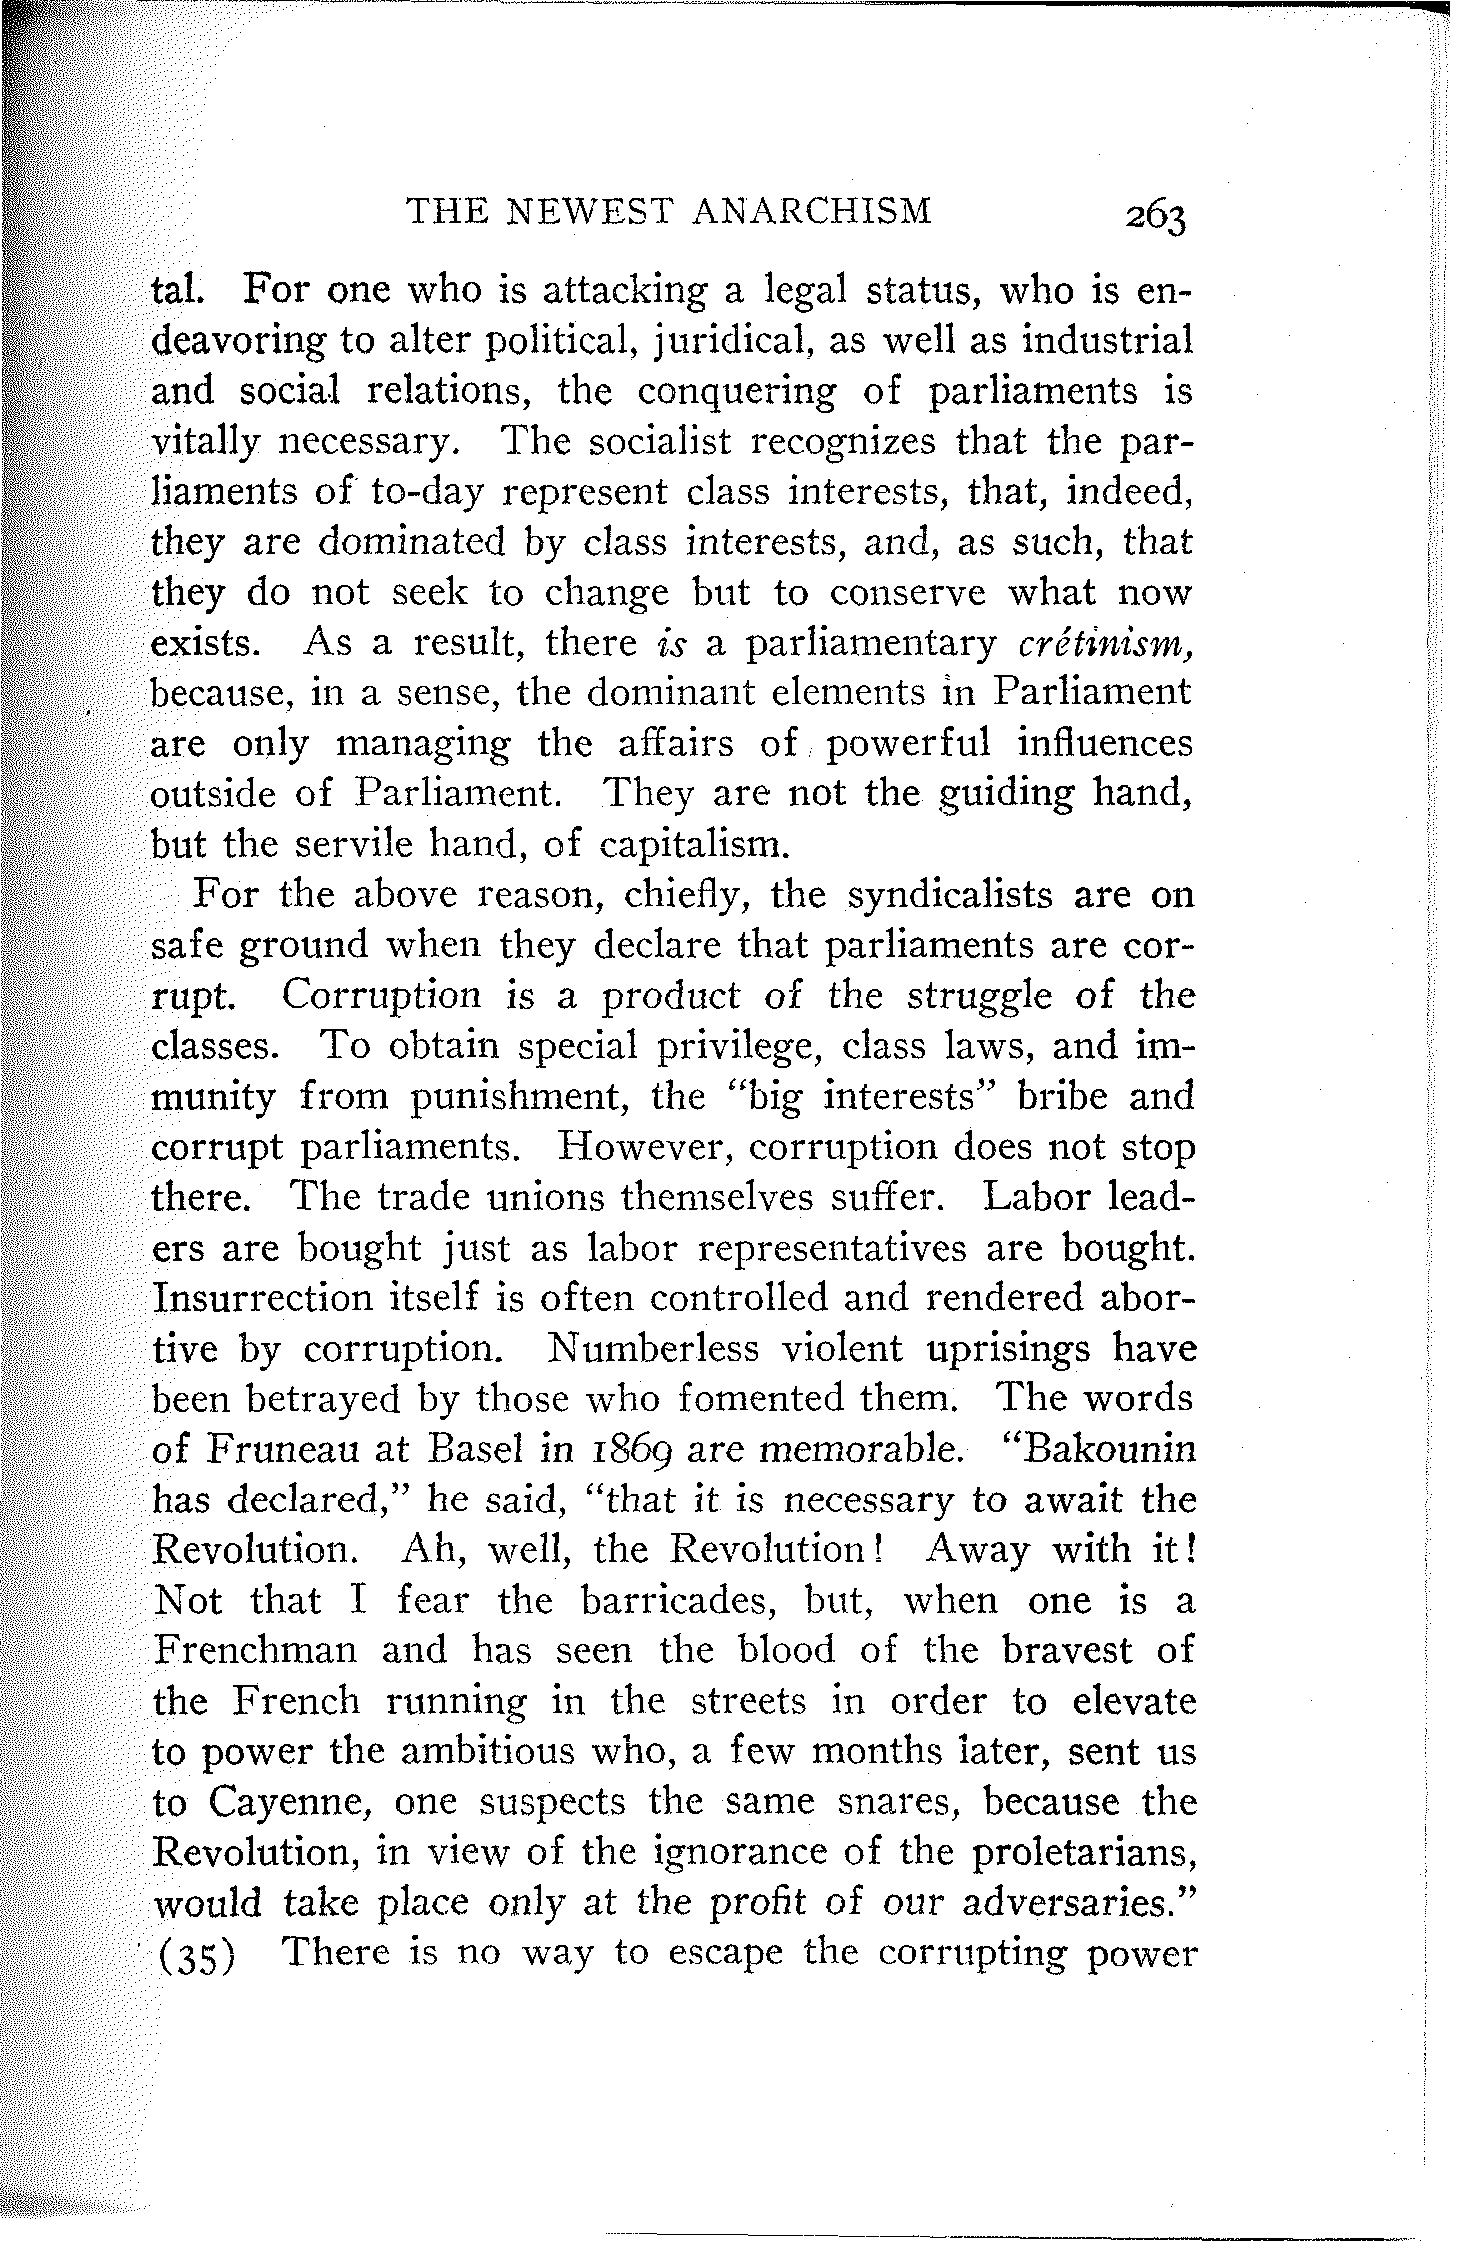 THE NEWEST ANARCHISM 263
tal. For one who is attacking a legal status, who is en-
deavoring to alter political, juridical, as well as industrial
and social relations, the conquering of parliaments is
vitally necessary. The socialist recognizes that the par-
liaments of to-day represent class interests, that, indeed,
they are dominated by class interests, and, as such, that
they do not seek to change but to conserve what now
exists. As a result, there is a parliamentary crétinism,
because, in a sense, the dominant elements in Parliament
are only managing the affairs of powerful influences
outside of Parliament. They are not the guiding hand,
but the servile hand, of capitalism.
For the above reason, chiefly, the syndicalists are on
safe ground when they declare that parliaments are cor-
rupt. Corruption is a product of the struggle of the
classes. To obtain special privilege, class laws, and im-
munity from punishment, the “big interests” bribe and
corrupt parliaments. However, corruption does not stop
there. The trade unions themselves suffer. Labor lead-
ers are bought just as labor representatives are bought.
Insurrection itself is often controlled and rendered abor-
tive by corruption. Numberless violent uprisings have
been betrayed by those who fomented them. The words
of Fruneau at Basel in 1869 are memorable. “Bakounin
has declared,” he said, “that it is necessary to await the
Revolution. Ah, well, the Revolution! Away with it!
Not that I fear the barricades, but, when one is a
Frenchman and has seen the blood of the bravest of
the French running in the streets in order to elevate
to power the ambitious who, a few months later, sent us
to Cayenne, one suspects the same snares, because the
Revolution, in view of the ignorance of the proletarians,
would take place only at the profit of our adversaries.”
(35) There is no way to escape the corrupting power